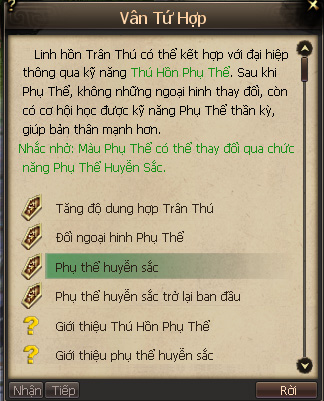 ?
Vân Tứ Hợp
Linh hồn Trân Thú có thể kết hợp với đại hiệp
thông qua kỹ năng Thú Hồn Phụ Thể. Sau khi
Phụ Thể, không những ngoại hình thay đổi, còn
có cơ hội học được kỹ năng Phụ Thể thần kỳ,
giúp bản thân mạnh hơn.
Nhắc nhở: Màu Phụ Thể có thể thay đổi qua chức
năng Phụ Thể Huyễn Sắc.
Tăng độ dung hợp Trân Thú
Đổi ngoại hình Phụ Thể
Phụ thể huyễn sắc
Phụ thể huyễn sắc trở lại ban đầu
? Giới thiệu Thú Hồn Phụ Thể
? Giới thiệu phụ thể huyễn sắc
Nhận Tiếp Rời